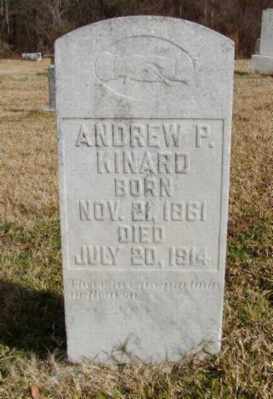 ANDREW P.
KINARD
BORN
NOV. 21, 1861
DIED
JULY 20, 1914